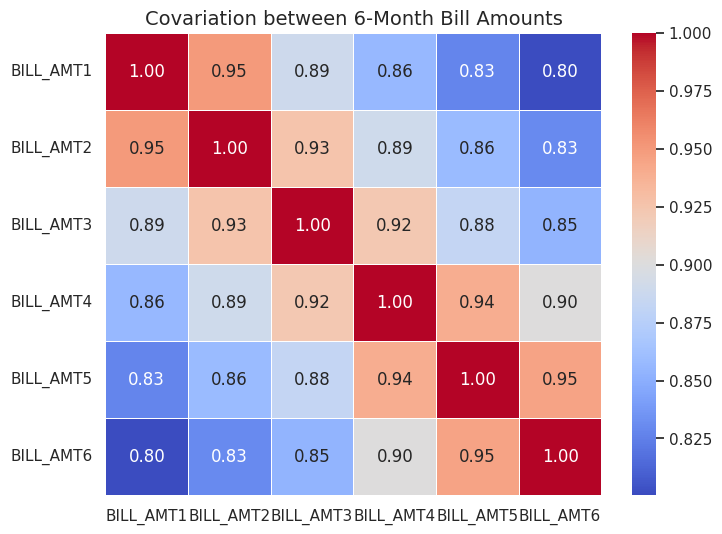 Covariation between 6-Month Bill Amounts
BILL_AMT1 1.00 0.95 0.89 0.86 0.83 0.80
BILL_AMT2 0.95 1.00 0.93 0.89 0.86 0.83
BILL_AMT3 0.89 0.93 1.00 0.92 0.88 0.85
BILL_AMT4 0.86 0.89 0.92 1.00 0.94 0.90
BILL_AMT5 0.83 0.86 0.88 0.94 1.00 0.95
BILL_AMT6 0.80 0.83 0.85 0.90 0.95 1.00
BILL_AMT1 BILL_AMT2 BILL_AMT3 BILL_AMT4 BILL_AMT5 BILL_AMT6
1.000
0.975
0.950
0.925
0.900
0.875
0.850
0.825